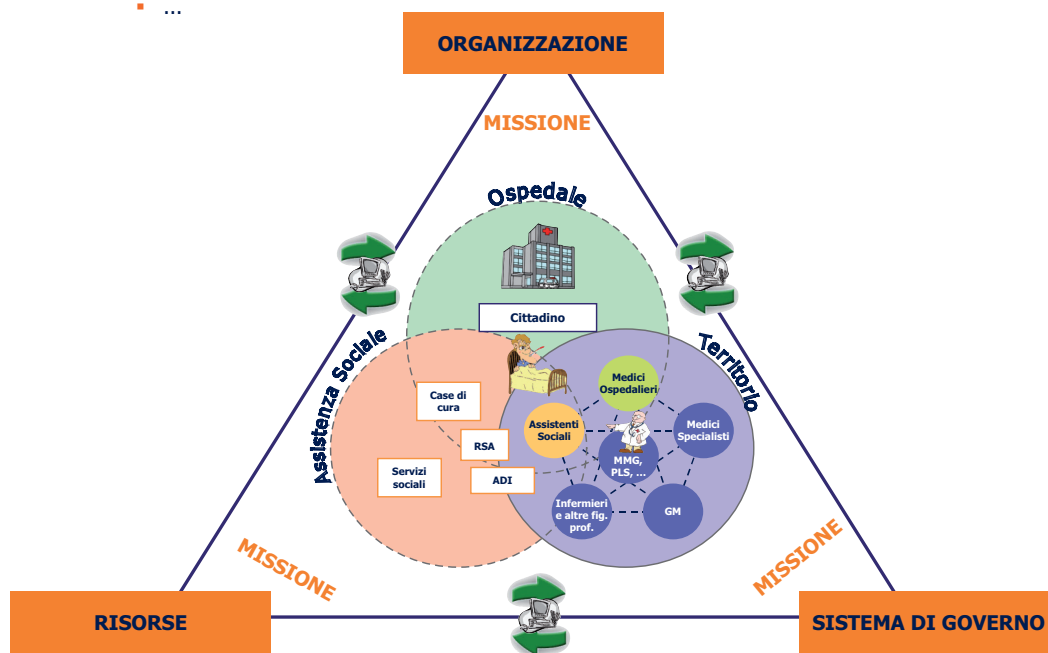 ...
ORGANIZZAZIONE
MISSIONE
Ospedale
Cittadino
Assistenza Sociale
Territorio
Medici
Ospedalieri
Case di
cura
Assistenti
Sociali
Medici
Specialisti
RSA
MMG,
PLS, ...
Servizi
sociali
ADI
Infermieri
e altre fig.
prof.
GM
MISSIONE
MISSIONE
RISORSE
SISTEMA DI GOVERNO